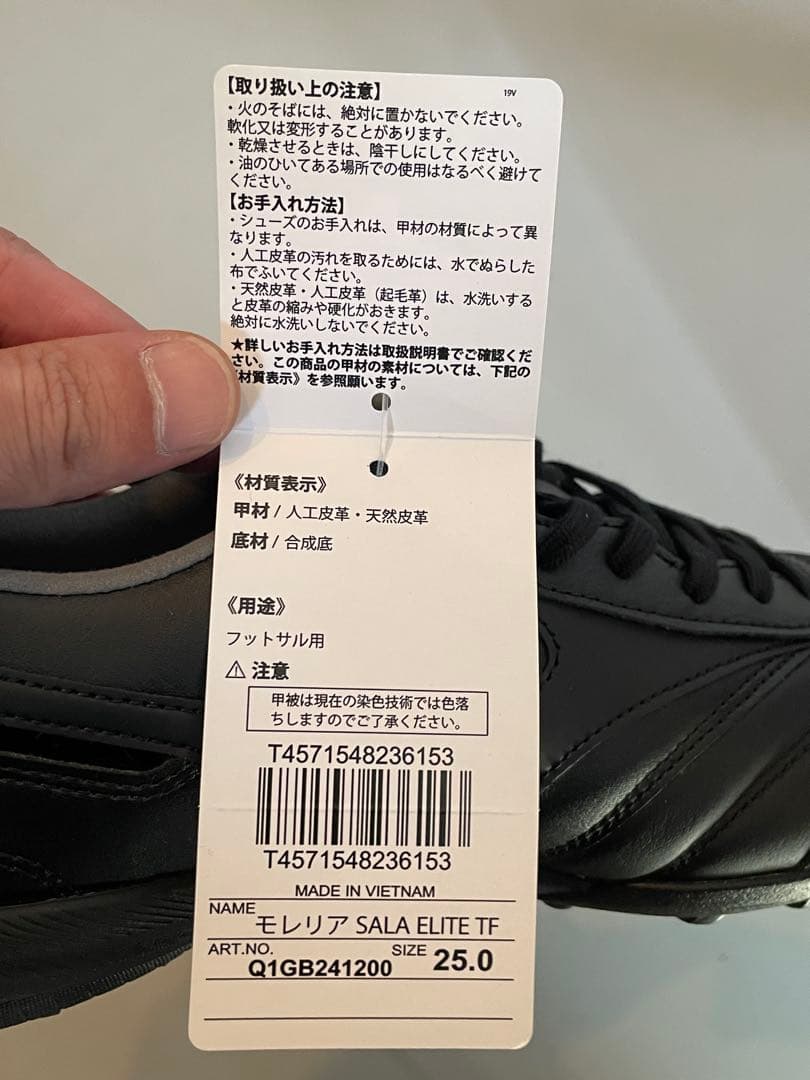 【取り扱い上の注意】
19V
・火のそばには、絶対に置かないでください。
軟化又は変形することがあります。
・乾燥させるときは、陰干しにしてください。
・油のひいてある場所での使用はなるべく避けて
ください。
【お手入れ方法】
・シューズのお手入れは、甲材の材質によって異
なります。
・人工皮革の汚れを取るためには、水でぬらした
布でふいてください。
・天然皮革・人工皮革（起毛革）は、水洗いする
と皮革の縮みや硬化がおきます。
絶対に水洗いしないでください。
★詳しいお手入れ方法は取扱説明書でご確認くだ
さい。この商品の甲材の素材については、下記の
《材質表示》を参照願います。
《材質表示》
甲材 / 人工皮革・天然皮革
底材 / 合成底
《用途》
フットサル用
⚠ 注意
甲被は現在の染色技術では色落
ちしますのでご了承ください。
T4571548236153
T4571548236153
MADE IN VIETNAM
NAME モレリア SALA ELITE TF
ART.NO. Q1GB241200 SIZE 25.0